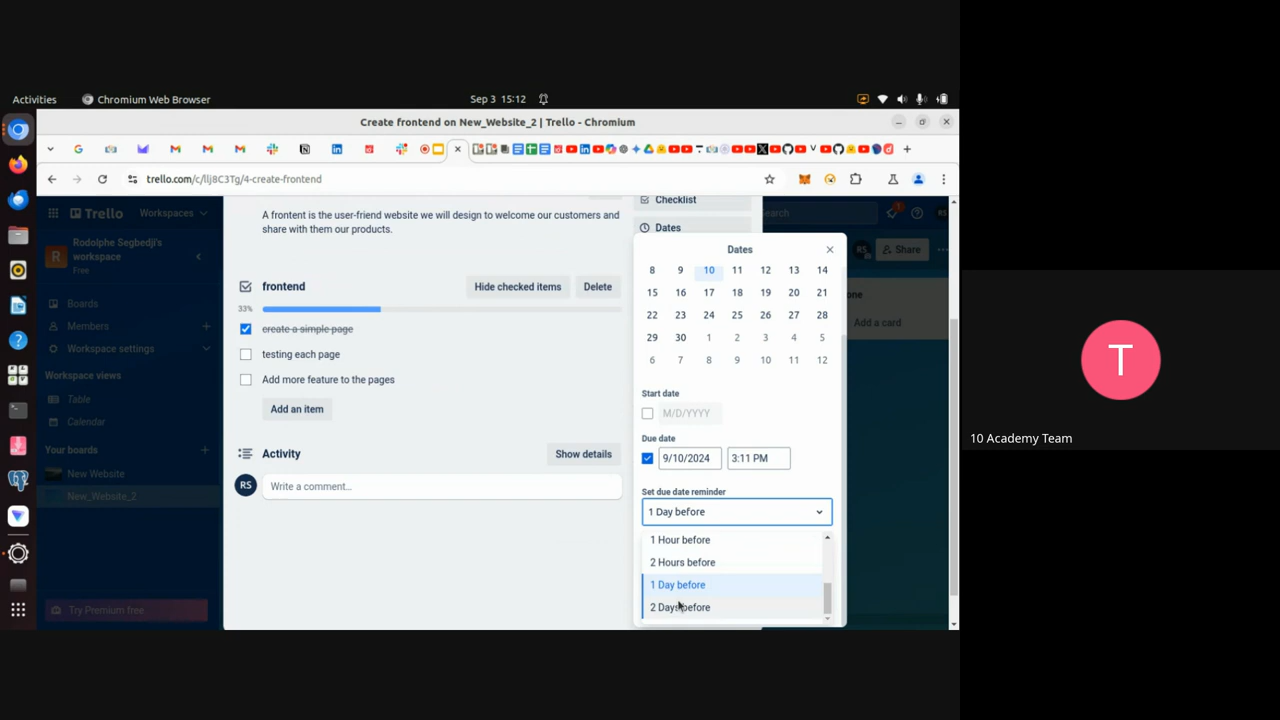 Activities
Chromium Web Browser
Sep 3 15:12
Create frontend on New_Website_2 | Trello - Chromium
trello.com/c/llj8C3Tg/4-create-frontend
Trello
Workspaces
Search
RS
Rodolphe Segbedji's
workspace
Free
Boards
Members
Workspace settings
Workspace views
Table
Calendar
Your boards
New Website
New_Website_2
Try Premium free
A frontent is the user-friend website we will design to welcome our customers and
share with them our products.
frontend
Hide checked items
Delete
33%
create a simple page
testing each page
Add more feature to the pages
Add an item
Activity
Show details
RS
Write a comment…
Checklist
Dates
Dates
8 9 10 11 12 13 14
15 16 17 18 19 20 21
22 23 24 25 26 27 28
29 30 1 2 3 4 5
6 7 8 9 10 11 12
Start date
M/D/YYYY
Due date
9/10/2024 3:11 PM
Set due date reminder
1 Day before
1 Hour before
2 Hours before
1 Day before
2 Days before
RS
Share
one
Add a card
T
10 Academy Team